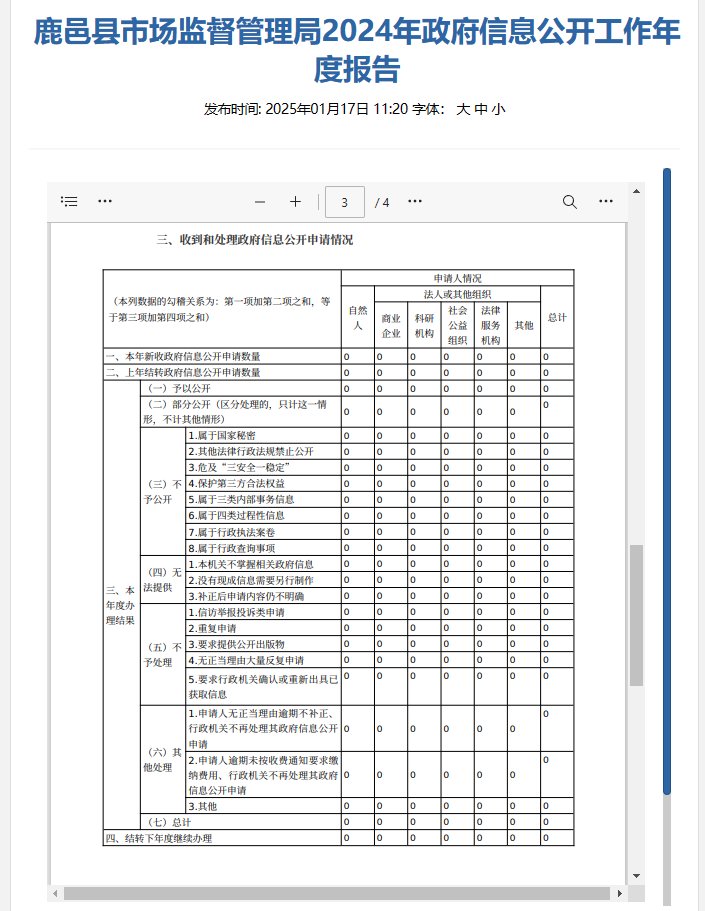 鹿邑县市场监督管理局2024年政府信息公开工作年
度报告
发布时间: 2025年01月17日 11:20 字体： 大 中 小
3 / 4
三、收到和处理政府信息公开申请情况
（本列数据的勾稽关系为：第一项加第二项之和，等
于第三项加第四项之和）
申请人情况
自然
人
法人或其他组织
总计
商业
企业
科研
机构
社会
公益
组织
法律
服务
机构
其他
一、本年新收政府信息公开申请数量 0 0 0 0 0 0 0
二、上年结转政府信息公开申请数量 0 0 0 0 0 0 0
三、本
年度办
理结果
（一）予以公开 0 0 0 0 0 0 0
（二）部分公开（区分处理的，只计这一情
形，不计其他情形） 0 0 0 0 0 0 0
（三）不
予公开
1.属于国家秘密 0 0 0 0 0 0 0
2.其他法律行政法规禁止公开 0 0 0 0 0 0 0
3.危及“三安全一稳定” 0 0 0 0 0 0 0
4.保护第三方合法权益 0 0 0 0 0 0 0
5.属于三类内部事务信息 0 0 0 0 0 0 0
6.属于四类过程性信息 0 0 0 0 0 0 0
7.属于行政执法案卷 0 0 0 0 0 0 0
8.属于行政查询事项 0 0 0 0 0 0 0
（四）无
法提供
1.本机关不掌握相关政府信息 0 0 0 0 0 0 0
2.没有现成信息需要另行制作 0 0 0 0 0 0 0
3.补正后申请内容仍不明确 0 0 0 0 0 0 0
（五）不
予处理
1.信访举报投诉类申请 0 0 0 0 0 0 0
2.重复申请 0 0 0 0 0 0 0
3.要求提供公开出版物 0 0 0 0 0 0 0
4.无正当理由大量反复申请 0 0 0 0 0 0 0
5.要求行政机关确认或重新出具已
获取信息 0 0 0 0 0 0 0
（六）其
他处理
1.申请人无正当理由逾期不补正、
行政机关不再处理其政府信息公开
申请 0 0 0 0 0 0 0
2.申请人逾期未按收费通知要求缴
纳费用、行政机关不再处理其政府
信息公开申请 0 0 0 0 0 0 0
3.其他 0 0 0 0 0 0 0
（七）总计 0 0 0 0 0 0 0
四、结转下年度继续办理 0 0 0 0 0 0 0